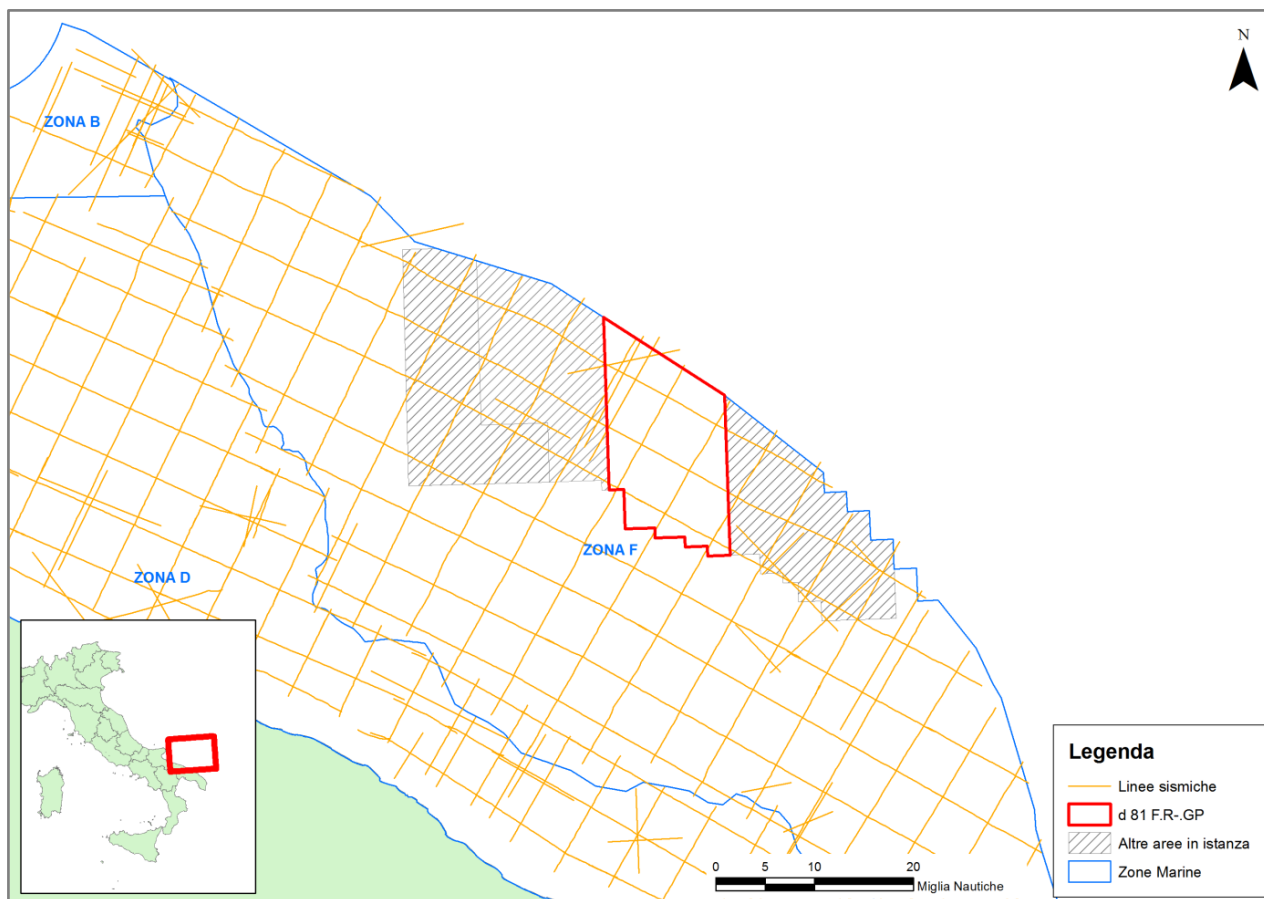 N
ZONA B
ZONA F
ZONA D
Legenda
Linee sismiche
d 81 F.R-.GP
Altre aree in istanza
Zone Marine
0 5 10 20
Miglia Nautiche